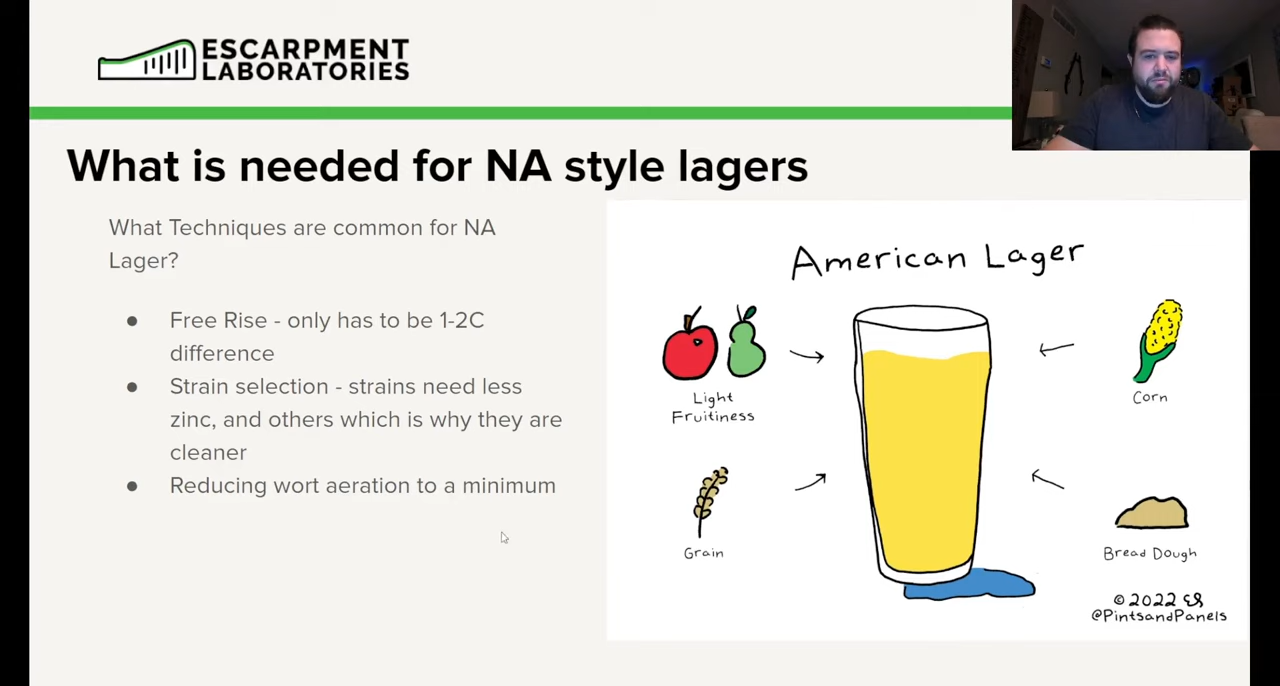 ESCARPMENT
LABORATORIES
What is needed for NA style lagers
What Techniques are common for NA
Lager?
● Free Rise - only has to be 1-2C
difference
● Strain selection - strains need less
zinc, and others which is why they are
cleaner
● Reducing wort aeration to a minimum
American Lager
Light
Fruitiness
Corn
Grain
Bread Dough
© 2022 ES
@PintsandPanels